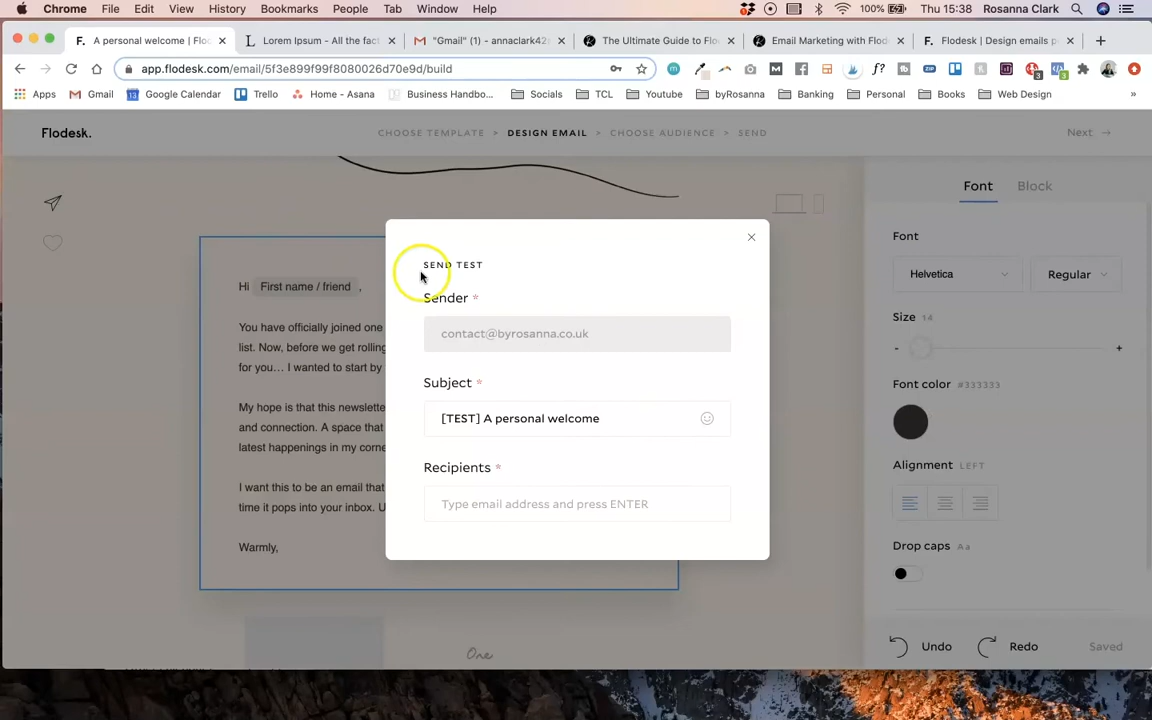 Chrome File Edit View History Bookmarks People Tab Window Help 100% Thu 15:38 Rosanna Clark
F. A personal welcome | Floc
L Lorem Ipsum - All the fact
"Gmail" (1) - annaclark42
The Ultimate Guide to Flo
Email Marketing with Flod
F. Flodesk | Design emails p
app.flodesk.com/email/5f3e899f99f8080026d70e9d/build
Apps Gmail Google Calendar Trello Home - Asana Business Handbo... Socials TCL Youtube byRosanna Banking Personal Books Web Design »
Flodesk.
CHOOSE TEMPLATE > DESIGN EMAIL > CHOOSE AUDIENCE > SEND
Next →
Hi First name / friend ,
You have officially joined one
list. Now, before we get rolling
for you... I wanted to start by
My hope is that this newslette
and connection. A space that
latest happenings in my corne
I want this to be an email that
time it pops into your inbox. U
Warmly,
One
SEND TEST
Sender *
contact@byrosanna.co.uk
Subject *
[TEST] A personal welcome
Recipients *
Type email address and press ENTER
Font Block
Font
Helvetica Regular
Size 14
- +
Font color #333333
Alignment LEFT
Drop caps Aa
Undo Redo Saved